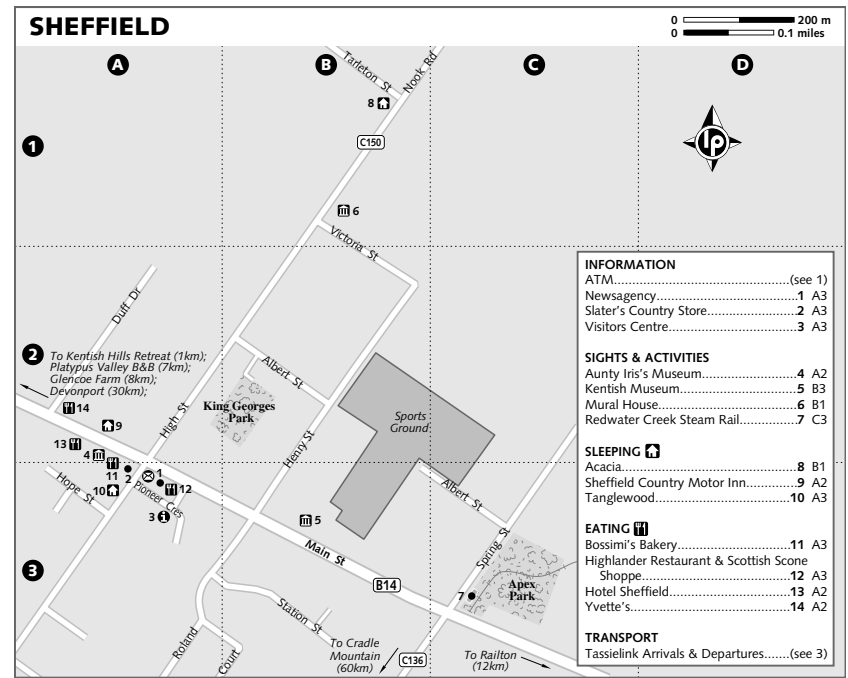 SHEFFIELD
0 200 m
0 0.1 miles
A
B
C
D
Tarleton St
Nook Rd
8
C150
1
lp
6
Victoria St
Duff Dr
2
To Kentish Hills Retreat (1km);
Platypus Valley B&B (7km);
Glencoe Farm (8km);
Devonport (30km);
Albert St
14
King Georges
Park
High St
9
Sports
Ground
13
4
Henry St
11
2
1
12
Hope St
10
Pioneer Cres
3
5
Albert St
Main St
Spring St
3
B14
7
Apex
Park
Station St
Roland
Court
To Cradle
Mountain
(60km)
C136
To Railton
(12km)
INFORMATION
ATM............................................(see 1)
Newsagency...................................1 A3
Slater's Country Store......................2 A3
Visitors Centre................................3 A3
SIGHTS & ACTIVITIES
Aunty Iris's Museum........................4 A2
Kentish Museum.............................5 B3
Mural House...................................6 B1
Redwater Creek Steam Rail..............7 C3
SLEEPING
Acacia............................................8 B1
Sheffield Country Motor Inn.............9 A2
Tanglewood..................................10 A3
EATING
Bossimi's Bakery............................11 A3
Highlander Restaurant & Scottish Scone
Shoppe.....................................12 A3
Hotel Sheffield..............................13 A2
Yvette's........................................14 A2
TRANSPORT
Tassielink Arrivals & Departures......(see 3)